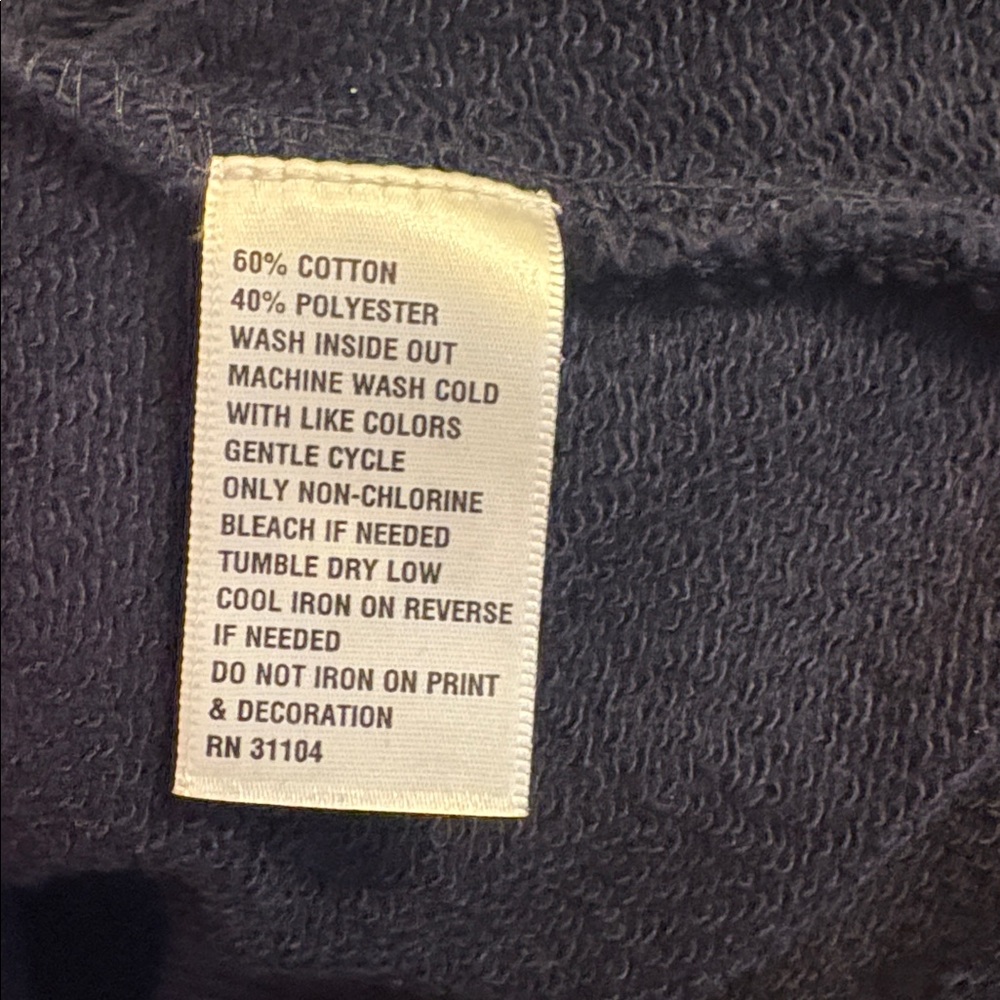 60% COTTON
40% POLYESTER
WASH INSIDE OUT
MACHINE WASH COLD
WITH LIKE COLORS
GENTLE CYCLE
ONLY NON-CHLORINE
BLEACH IF NEEDED
TUMBLE DRY LOW
COOL IRON ON REVERSE
IF NEEDED
DO NOT IRON ON PRINT
& DECORATION
RN 31104